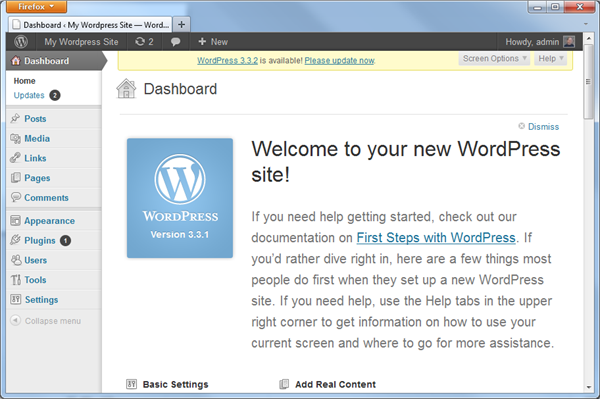 Firefox
Dashboard ‹ My Wordpress Site — Word...
My Wordpress Site 2 + New Howdy, admin
Dashboard
WordPress 3.3.2 is available! Please update now.
Screen Options Help
Home
Updates 2
Dashboard
Posts
Media
Links
Pages
Comments
Appearance
Plugins 1
Users
Tools
Settings
Collapse menu
Dismiss
WORDPRESS
Version 3.3.1
Welcome to your new WordPress
site!
If you need help getting started, check out our
documentation on First Steps with WordPress. If
you'd rather dive right in, here are a few things most
people do first when they set up a new WordPress
site. If you need help, use the Help tabs in the upper
right corner to get information on how to use your
current screen and where to go for more assistance.
Basic Settings Add Real Content